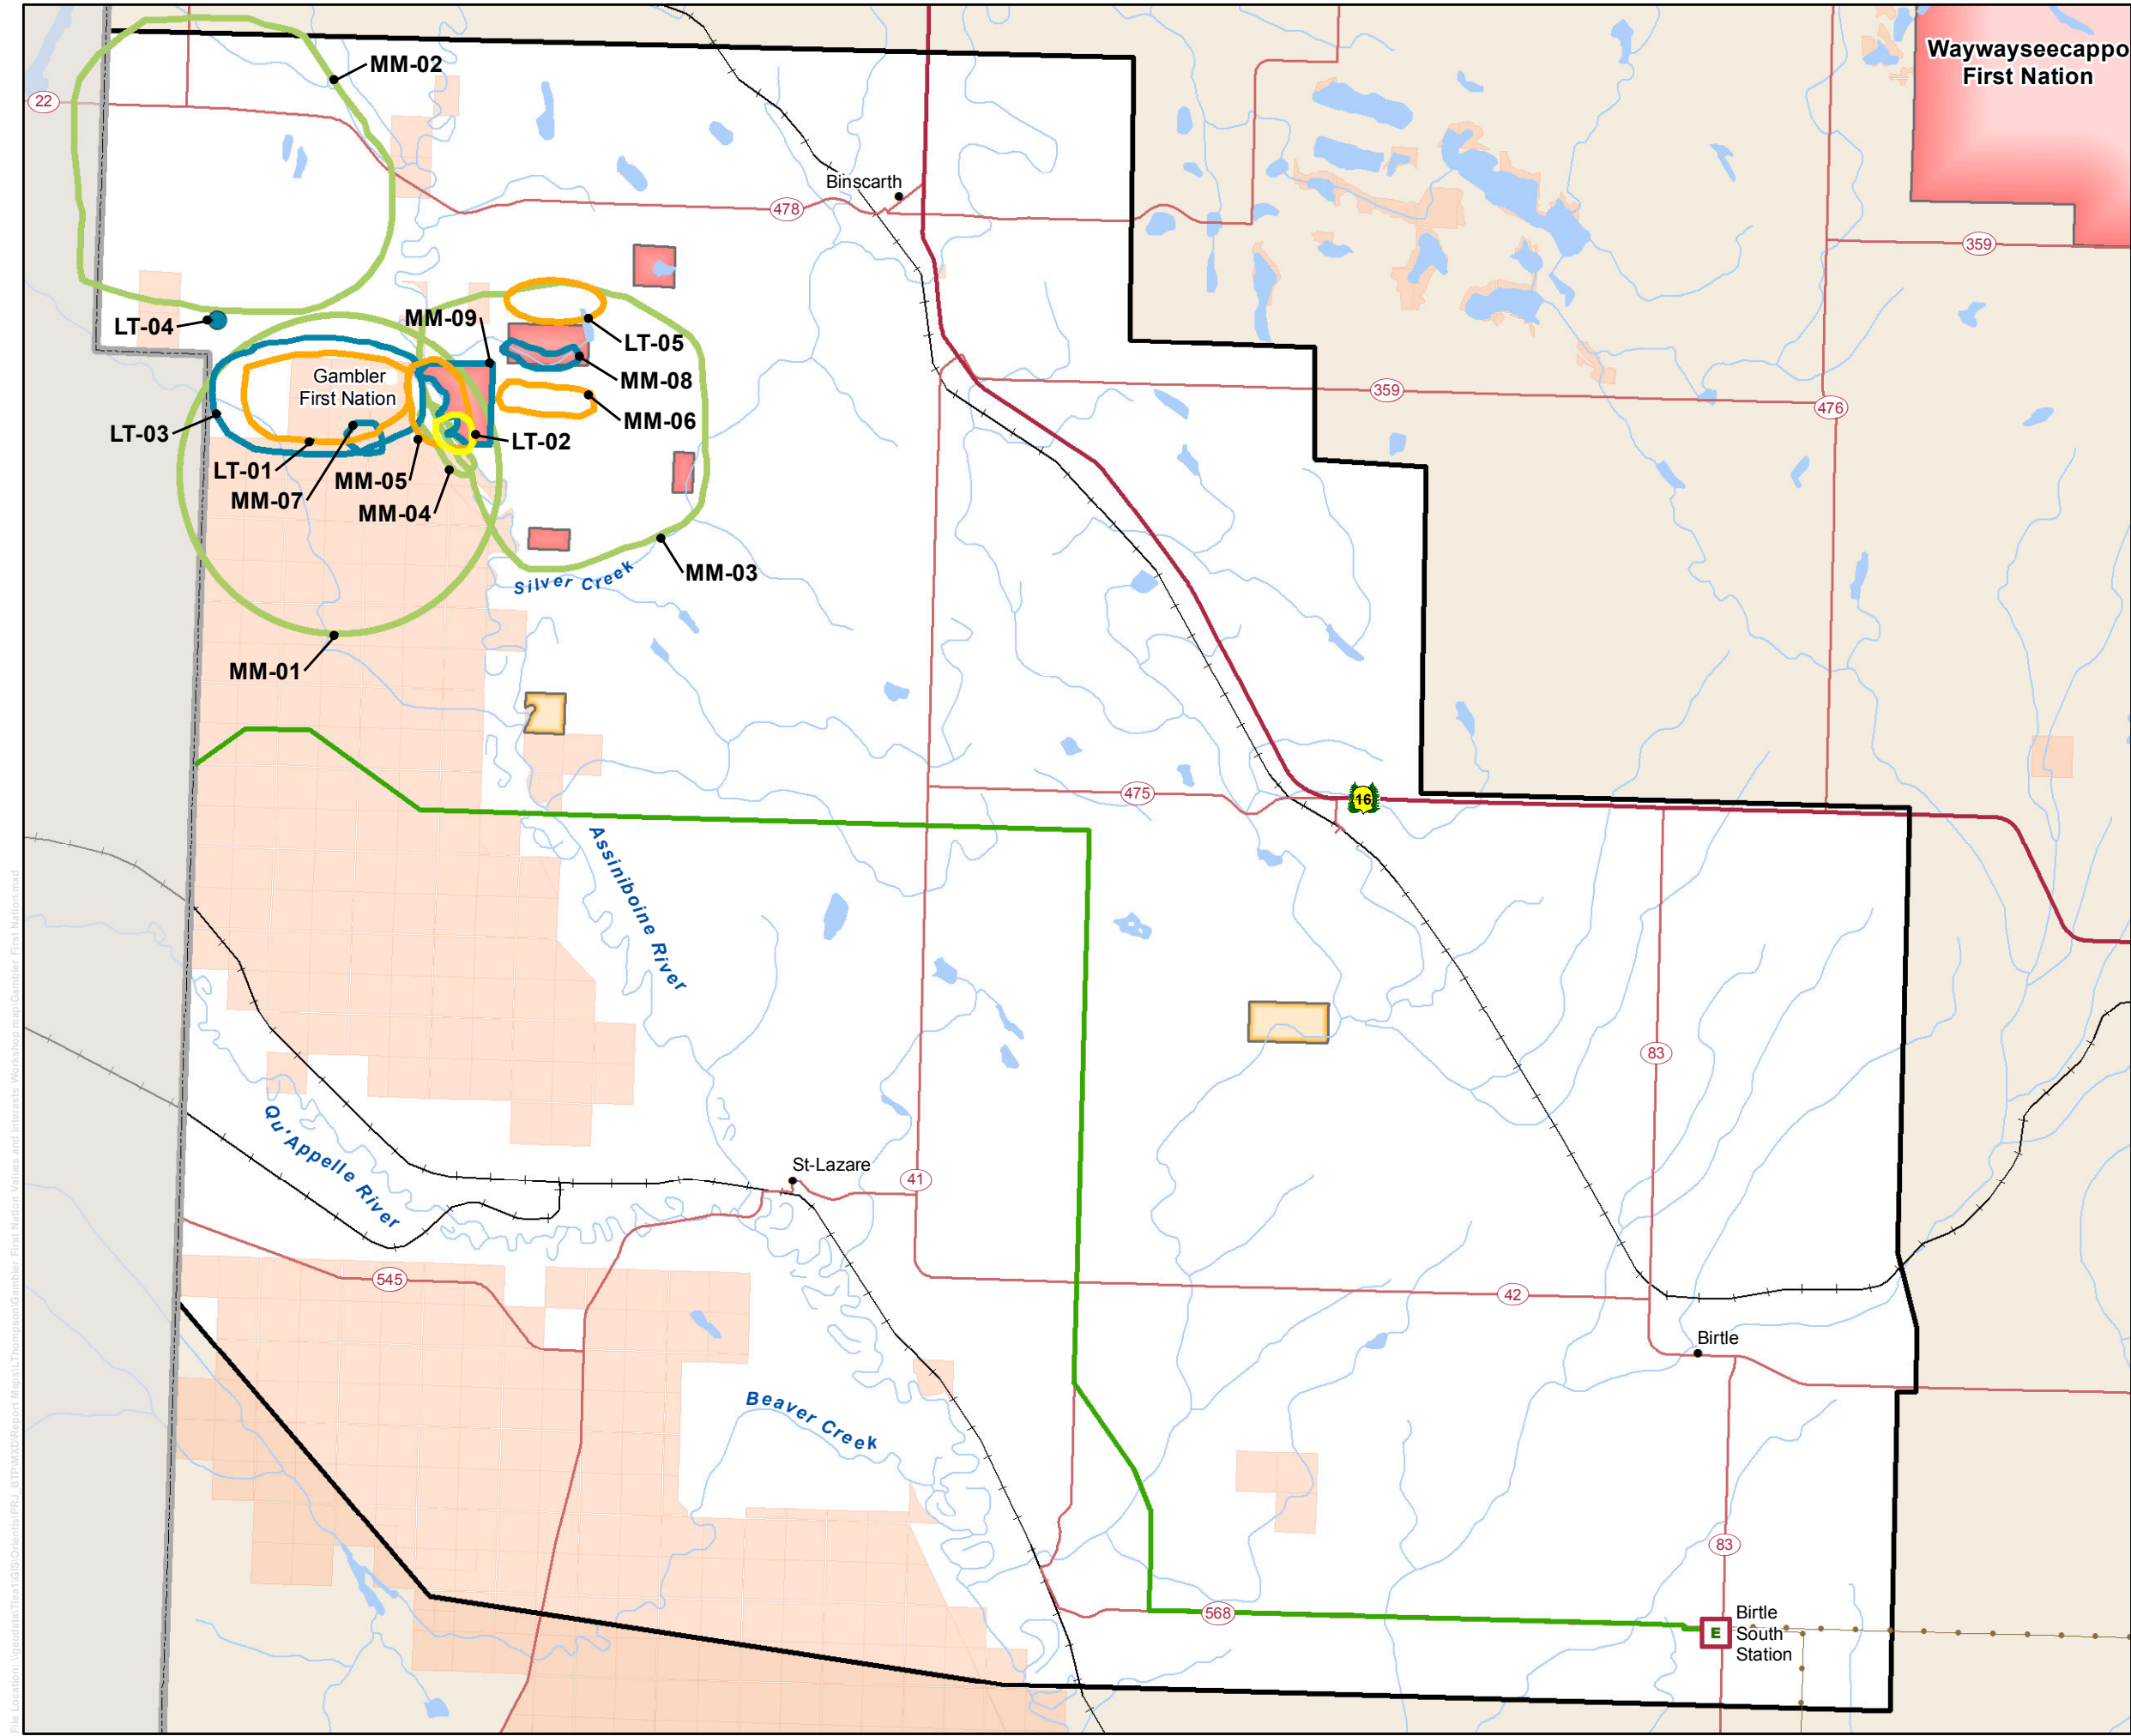 Waywayseecappo
First Nation
MM-02
22
Binscarth
478
359
MM-09
LT-04
LT-05
Gambler
First Nation
MM-08
359
476
MM-06
LT-03
LT-02
LT-01
MM-05
MM-07
MM-04
MM-03
Silver Creek
MM-01
475
16
Assiniboine River
83
Qu'Appelle River
St-Lazare
41
545
42
Birtle
Beaver Creek
83
568
E
Birtle
South
Station